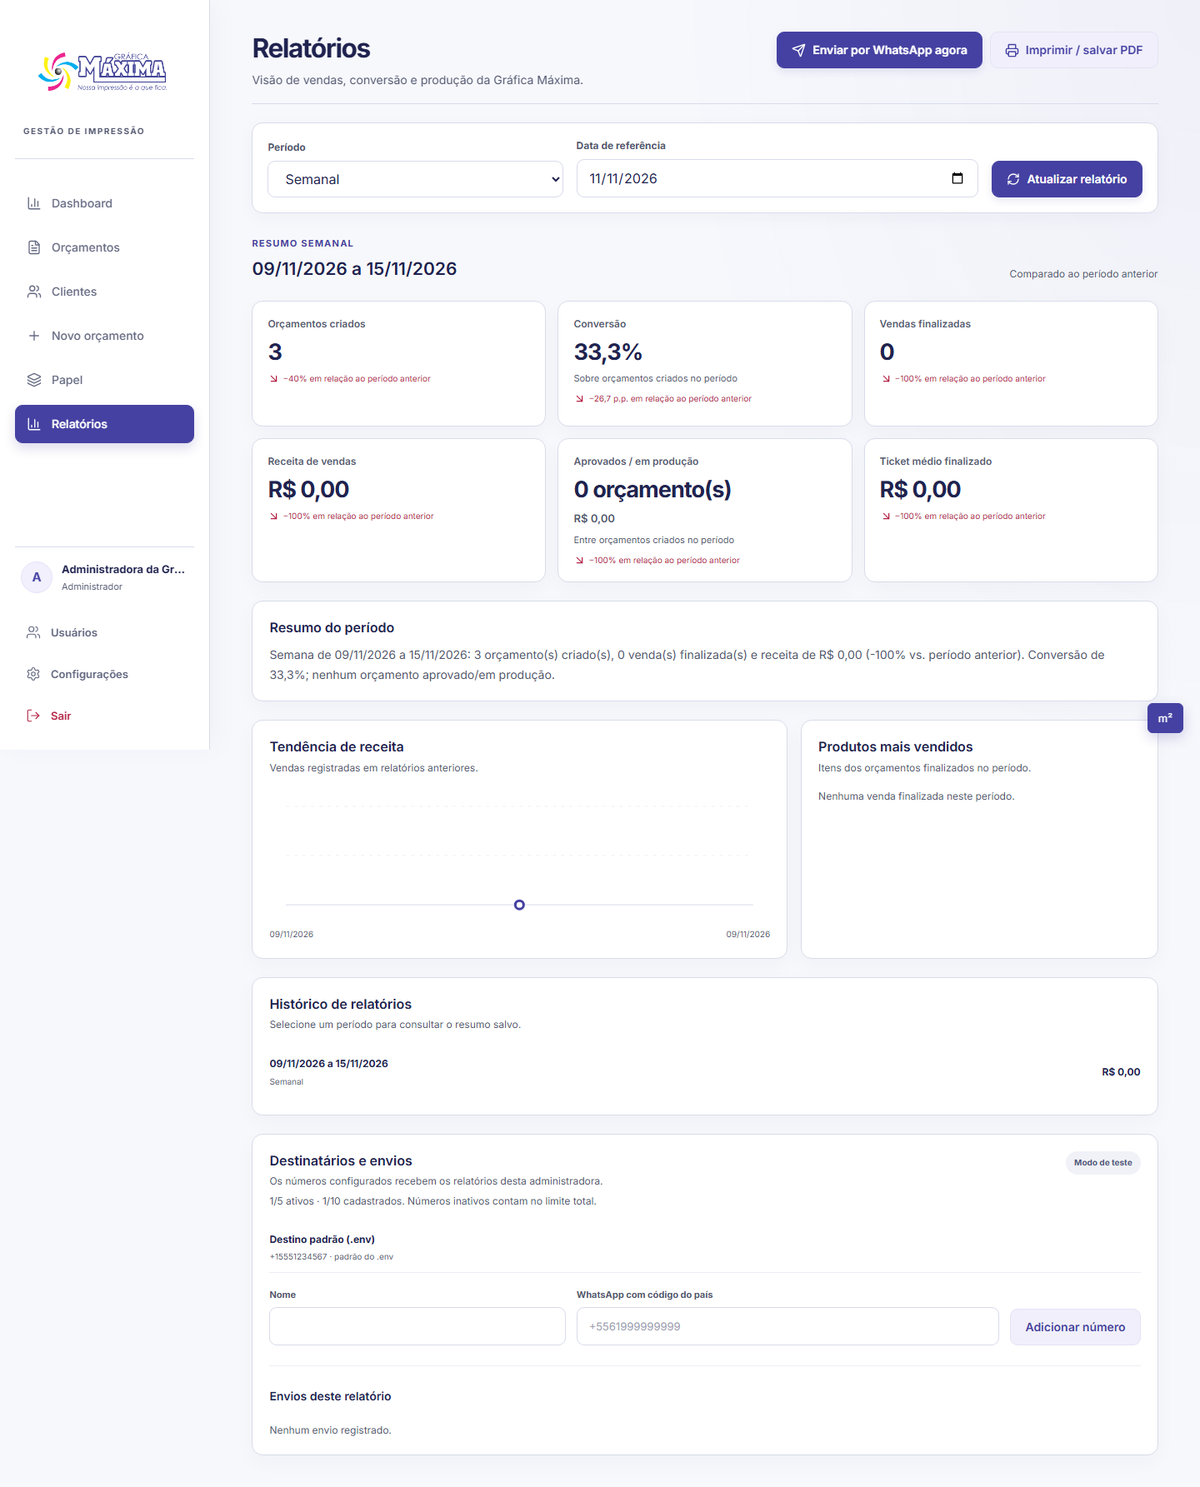 GRÁFICA
MÁXIMA
Nossa Impressão é o que fica.
GESTÃO DE IMPRESSÃO
Dashboard
Orçamentos
Clientes
Novo orçamento
Papel
Relatórios
A
Administradora da Gr...
Administrador
Usuários
Configurações
Sair
Relatórios
Visão de vendas, conversão e produção da Gráfica Máxima.
Enviar por WhatsApp agora
Imprimir / salvar PDF
Período
Semanal
Data de referência
11/11/2026
Atualizar relatório
RESUMO SEMANAL
09/11/2026 a 15/11/2026
Comparado ao período anterior
Orçamentos criados
3
−40% em relação ao período anterior
Conversão
33,3%
Sobre orçamentos criados no período
−26,7 p.p. em relação ao período anterior
Vendas finalizadas
0
−100% em relação ao período anterior
Receita de vendas
R$ 0,00
−100% em relação ao período anterior
Aprovados / em produção
0 orçamento(s)
R$ 0,00
Entre orçamentos criados no período
−100% em relação ao período anterior
Ticket médio finalizado
R$ 0,00
−100% em relação ao período anterior
Resumo do período
Semana de 09/11/2026 a 15/11/2026: 3 orçamento(s) criado(s), 0 venda(s) finalizada(s) e receita de R$ 0,00 (-100% vs. período anterior). Conversão de
33,3%; nenhum orçamento aprovado/em produção.
m²
Tendência de receita
Vendas registradas em relatórios anteriores.
09/11/2026
09/11/2026
Produtos mais vendidos
Itens dos orçamentos finalizados no período.
Nenhuma venda finalizada neste período.
Histórico de relatórios
Selecione um período para consultar o resumo salvo.
09/11/2026 a 15/11/2026
Semanal
R$ 0,00
Destinatários e envios
Os números configurados recebem os relatórios desta administradora.
1/5 ativos · 1/10 cadastrados. Números inativos contam no limite total.
Modo de teste
Destino padrão (.env)
+15551234567 · padrão do .env
Nome
WhatsApp com código do país
+5561999999999
Adicionar número
Envios deste relatório
Nenhum envio registrado.